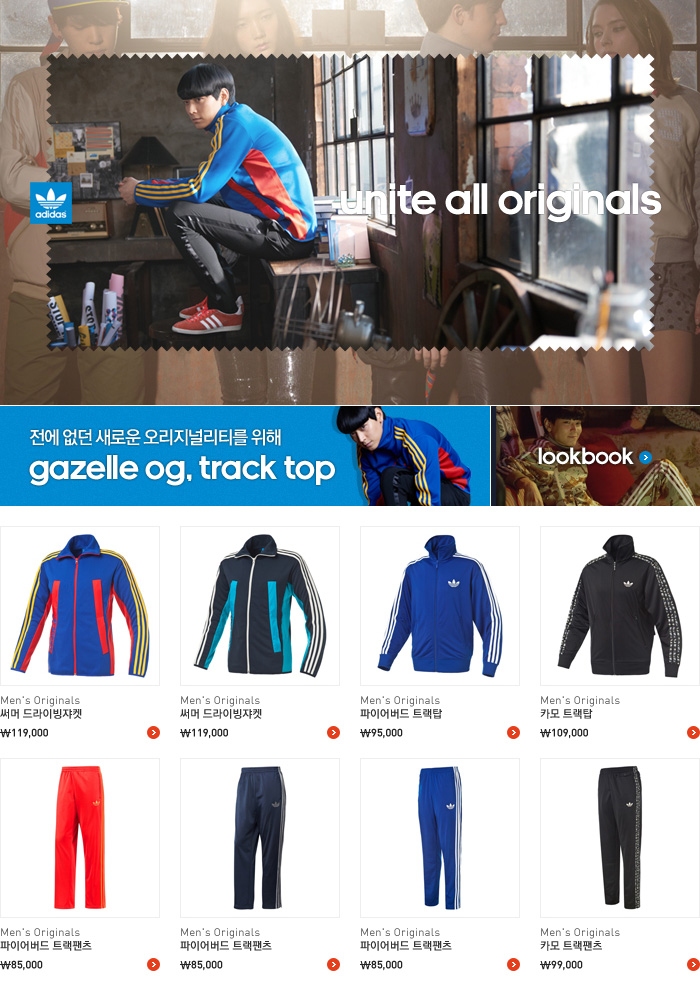 adidas
unite all originals
전에 없던 새로운 오리지널리티를 위해
gazelle og, track top
lookbook
Men's Originals
써머 드라이빙쟈켓
₩119,000
Men's Originals
써머 드라이빙쟈켓
₩119,000
Men's Originals
파이어버드 트랙탑
₩95,000
Men's Originals
카모 트랙탑
₩109,000
Men's Originals
파이어버드 트랙팬츠
₩85,000
Men's Originals
파이어버드 트랙팬츠
₩85,000
Men's Originals
파이어버드 트랙팬츠
₩85,000
Men's Originals
카모 트랙팬츠
₩99,000